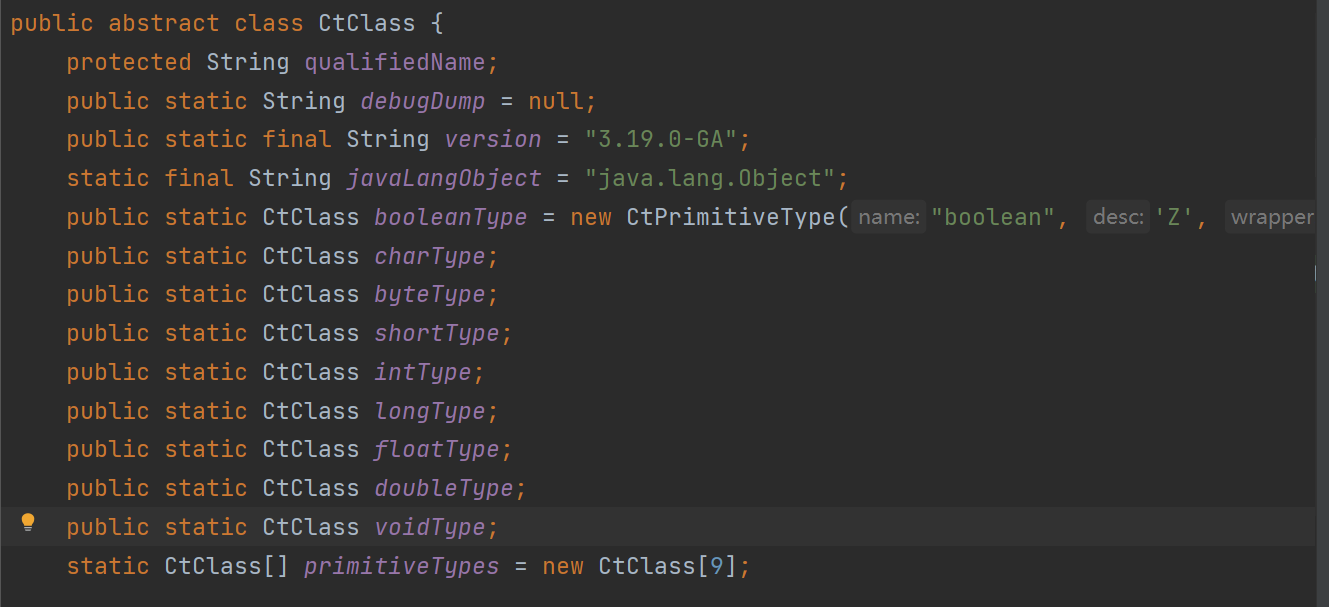 public abstract class CtClass {
    protected String qualifiedName;
    public static String debugDump = null;
    public static final String version = "3.19.0-GA";
    static final String javaLangObject = "java.lang.Object";
    public static CtClass booleanType = new CtPrimitiveType( name: "boolean", desc: 'Z', wrapper
    public static CtClass charType;
    public static CtClass byteType;
    public static CtClass shortType;
    public static CtClass intType;
    public static CtClass longType;
    public static CtClass floatType;
    public static CtClass doubleType;
    public static CtClass voidType;
    static CtClass[] primitiveTypes = new CtClass[9];